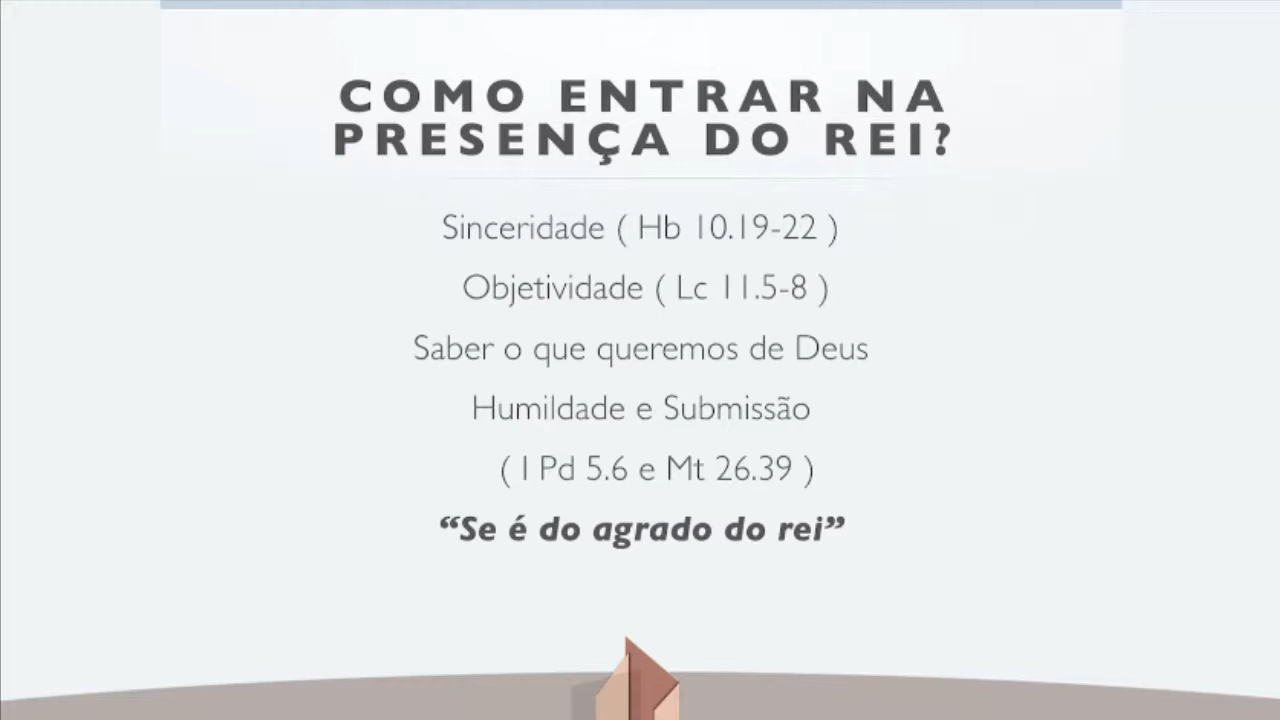 COMO ENTRAR NA
PRESENÇA DO REI?
Sinceridade ( Hb 10.19-22 )
Objetividade ( Lc 11.5-8 )
Saber o que queremos de Deus
Humildade e Submissão
( I Pd 5.6 e Mt 26.39 )
“Se é do agrado do rei”